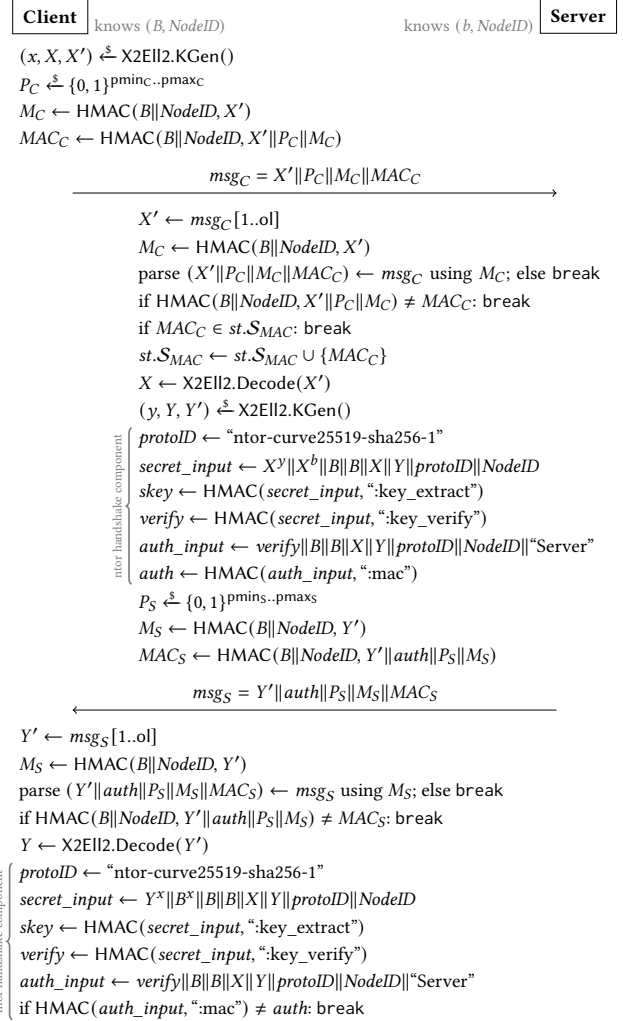 Client knows (B, NodeID) knows (b, NodeID) Server
(x, X, X′) ←$ X2Ell2.KGen()
P_C ←$ {0, 1}^pmin_C..pmax_C
M_C ← HMAC(B‖NodeID, X′)
MAC_C ← HMAC(B‖NodeID, X′‖P_C‖M_C)
msg_C = X′‖P_C‖M_C‖MAC_C
X′ ← msg_C[1..ol]
M_C ← HMAC(B‖NodeID, X′)
parse (X′‖P_C‖M_C‖MAC_C) ← msg_C using M_C; else break
if HMAC(B‖NodeID, X′‖P_C‖M_C) ≠ MAC_C: break
if MAC_C ∈ st.S_MAC: break
st.S_MAC ← st.S_MAC ∪ {MAC_C}
X ← X2Ell2.Decode(X′)
(y, Y, Y′) ←$ X2Ell2.KGen()
ntor handshake component
protoID ← “ntor-curve25519-sha256-1”
secret_input ← X^y‖X^b‖B‖B‖X‖Y‖protoID‖NodeID
skey ← HMAC(secret_input, “:key_extract”)
verify ← HMAC(secret_input, “:key_verify”)
auth_input ← verify‖B‖B‖X‖Y‖protoID‖NodeID‖“Server”
auth ← HMAC(auth_input, “:mac”)
P_S ←$ {0, 1}^pmin_S..pmax_S
M_S ← HMAC(B‖NodeID, Y′)
MAC_S ← HMAC(B‖NodeID, Y′‖auth‖P_S‖M_S)
msg_S = Y′‖auth‖P_S‖M_S‖MAC_S
Y′ ← msg_S[1..ol]
M_S ← HMAC(B‖NodeID, Y′)
parse (Y′‖auth‖P_S‖M_S‖MAC_S) ← msg_S using M_S; else break
if HMAC(B‖NodeID, Y′‖auth‖P_S‖M_S) ≠ MAC_S: break
Y ← X2Ell2.Decode(Y′)
protoID ← “ntor-curve25519-sha256-1”
secret_input ← Y^x‖B^x‖B‖B‖X‖Y‖protoID‖NodeID
skey ← HMAC(secret_input, “:key_extract”)
verify ← HMAC(secret_input, “:key_verify”)
auth_input ← verify‖B‖B‖X‖Y‖protoID‖NodeID‖“Server”
if HMAC(auth_input, “:mac”) ≠ auth: break